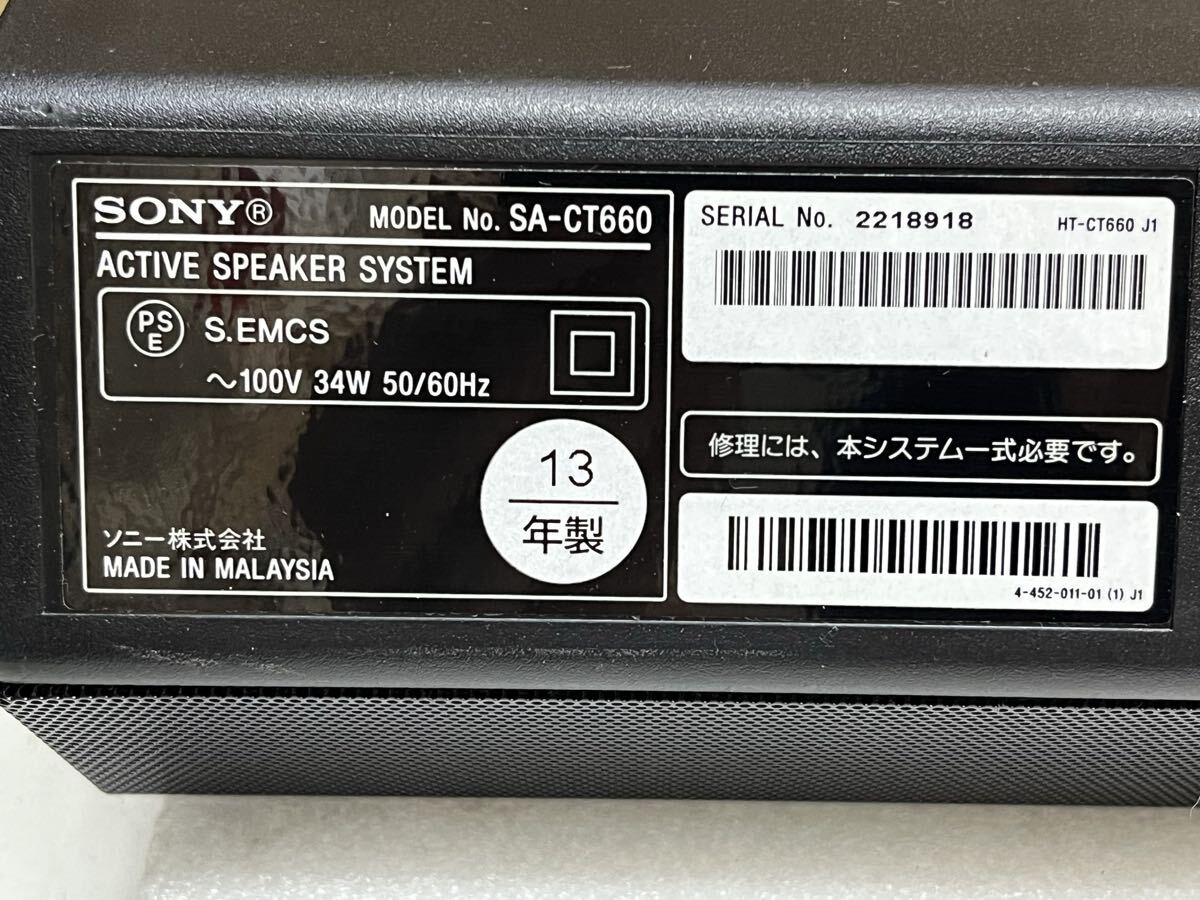 SONY®
MODEL No. SA-CT660
ACTIVE SPEAKER SYSTEM
PS
E
S.EMCS
～100V 34W 50/60Hz
13
年製
ソニー株式会社
MADE IN MALAYSIA
SERIAL No. 2218918
HT-CT660 J1
修理には、本システム一式必要です。
4-452-011-01 (1) J1